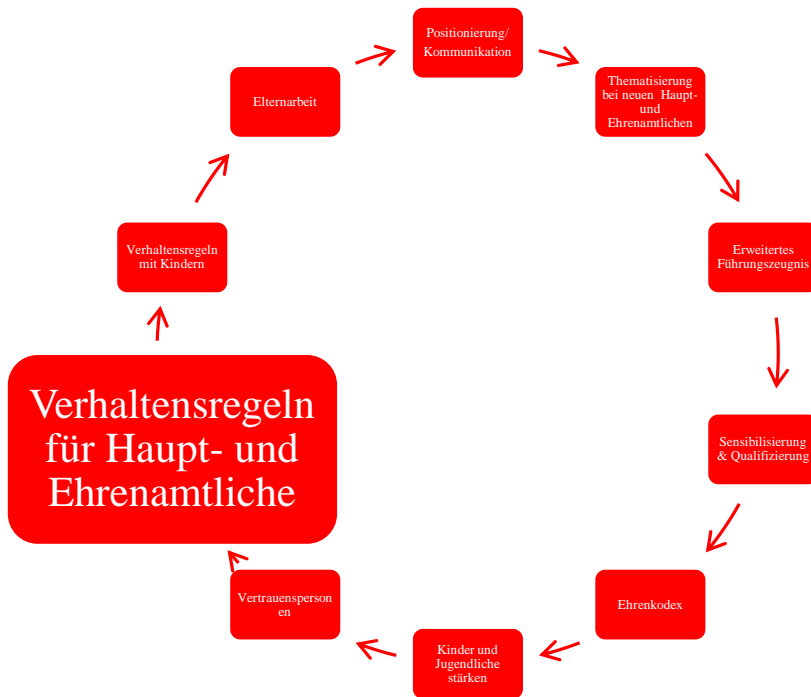 Positionierung/
Kommunikation
Thematisierung
bei neuen Haupt-
und
Ehrenamtlichen
Erweitertes
Führungszeugnis
Sensibilisierung
& Qualifizierung
Ehrenkodex
Kinder und
Jugendliche
stärken
Vertrauensperson
en
Verhaltensregeln
für Haupt- und
Ehrenamtliche
Verhaltensregeln
mit Kindern
Elternarbeit